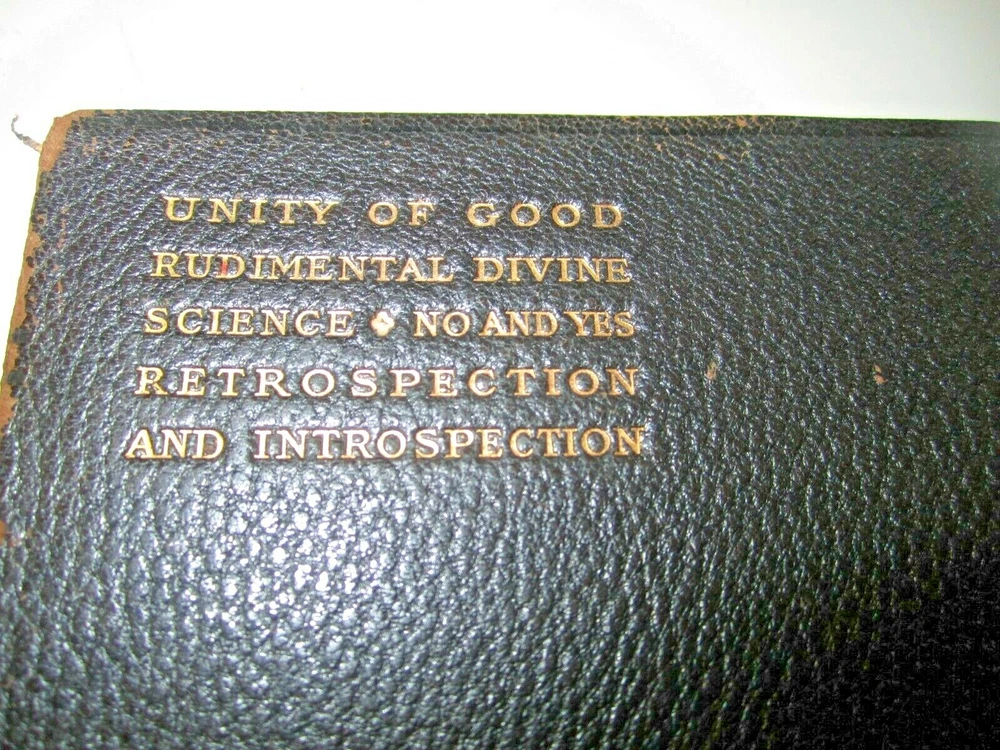 UNITY OF GOOD
RUDIMENTAL DIVINE
SCIENCE NO AND YES
RETROSPECTION
AND INTROSPECTION